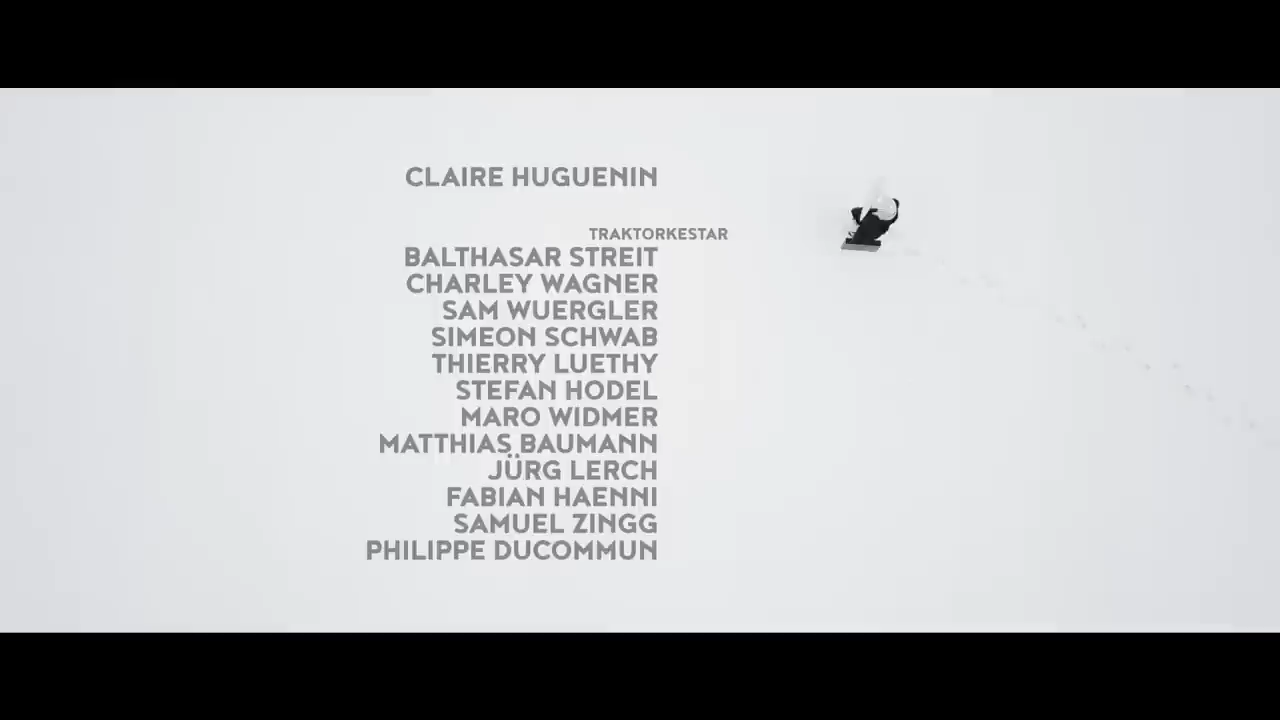 CLAIRE HUGUENIN
TRAKTORKESTAR
BALTHASAR STREIT
CHARLEY WAGNER
SAM WUERGLER
SIMEON SCHWAB
THIERRY LUETHY
STEFAN HODEL
MARO WIDMER
MATTHIAS BAUMANN
JÜRG LERCH
FABIAN HAENNI
SAMUEL ZINGG
PHILIPPE DUCOMMUN